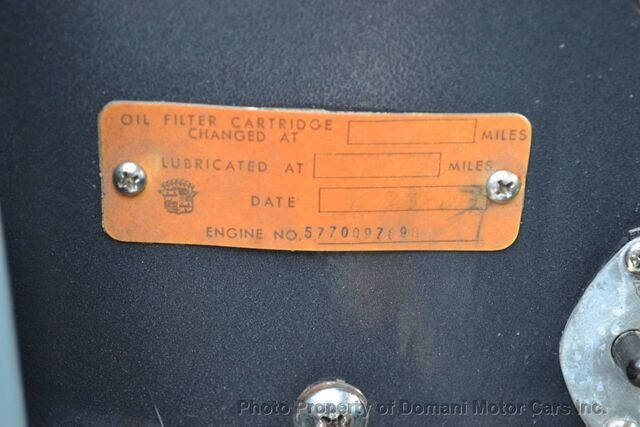 OIL FILTER CARTRIDGE
CHANGED AT MILES
LUBRICATED AT MILES
DATE
ENGINE NO.
Photo Property of Domani Motor Cars Inc.